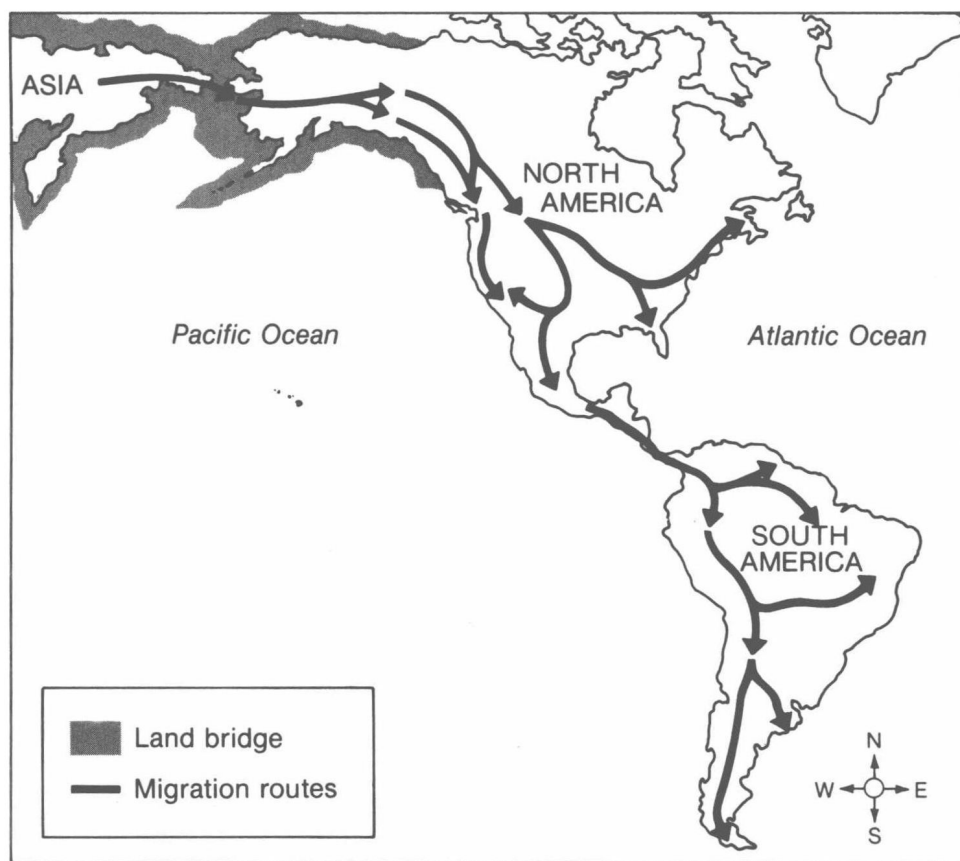 ASIA
NORTH
AMERICA
Pacific Ocean
Atlantic Ocean
SOUTH
AMERICA
Land bridge
Migration routes
N
W
E
S